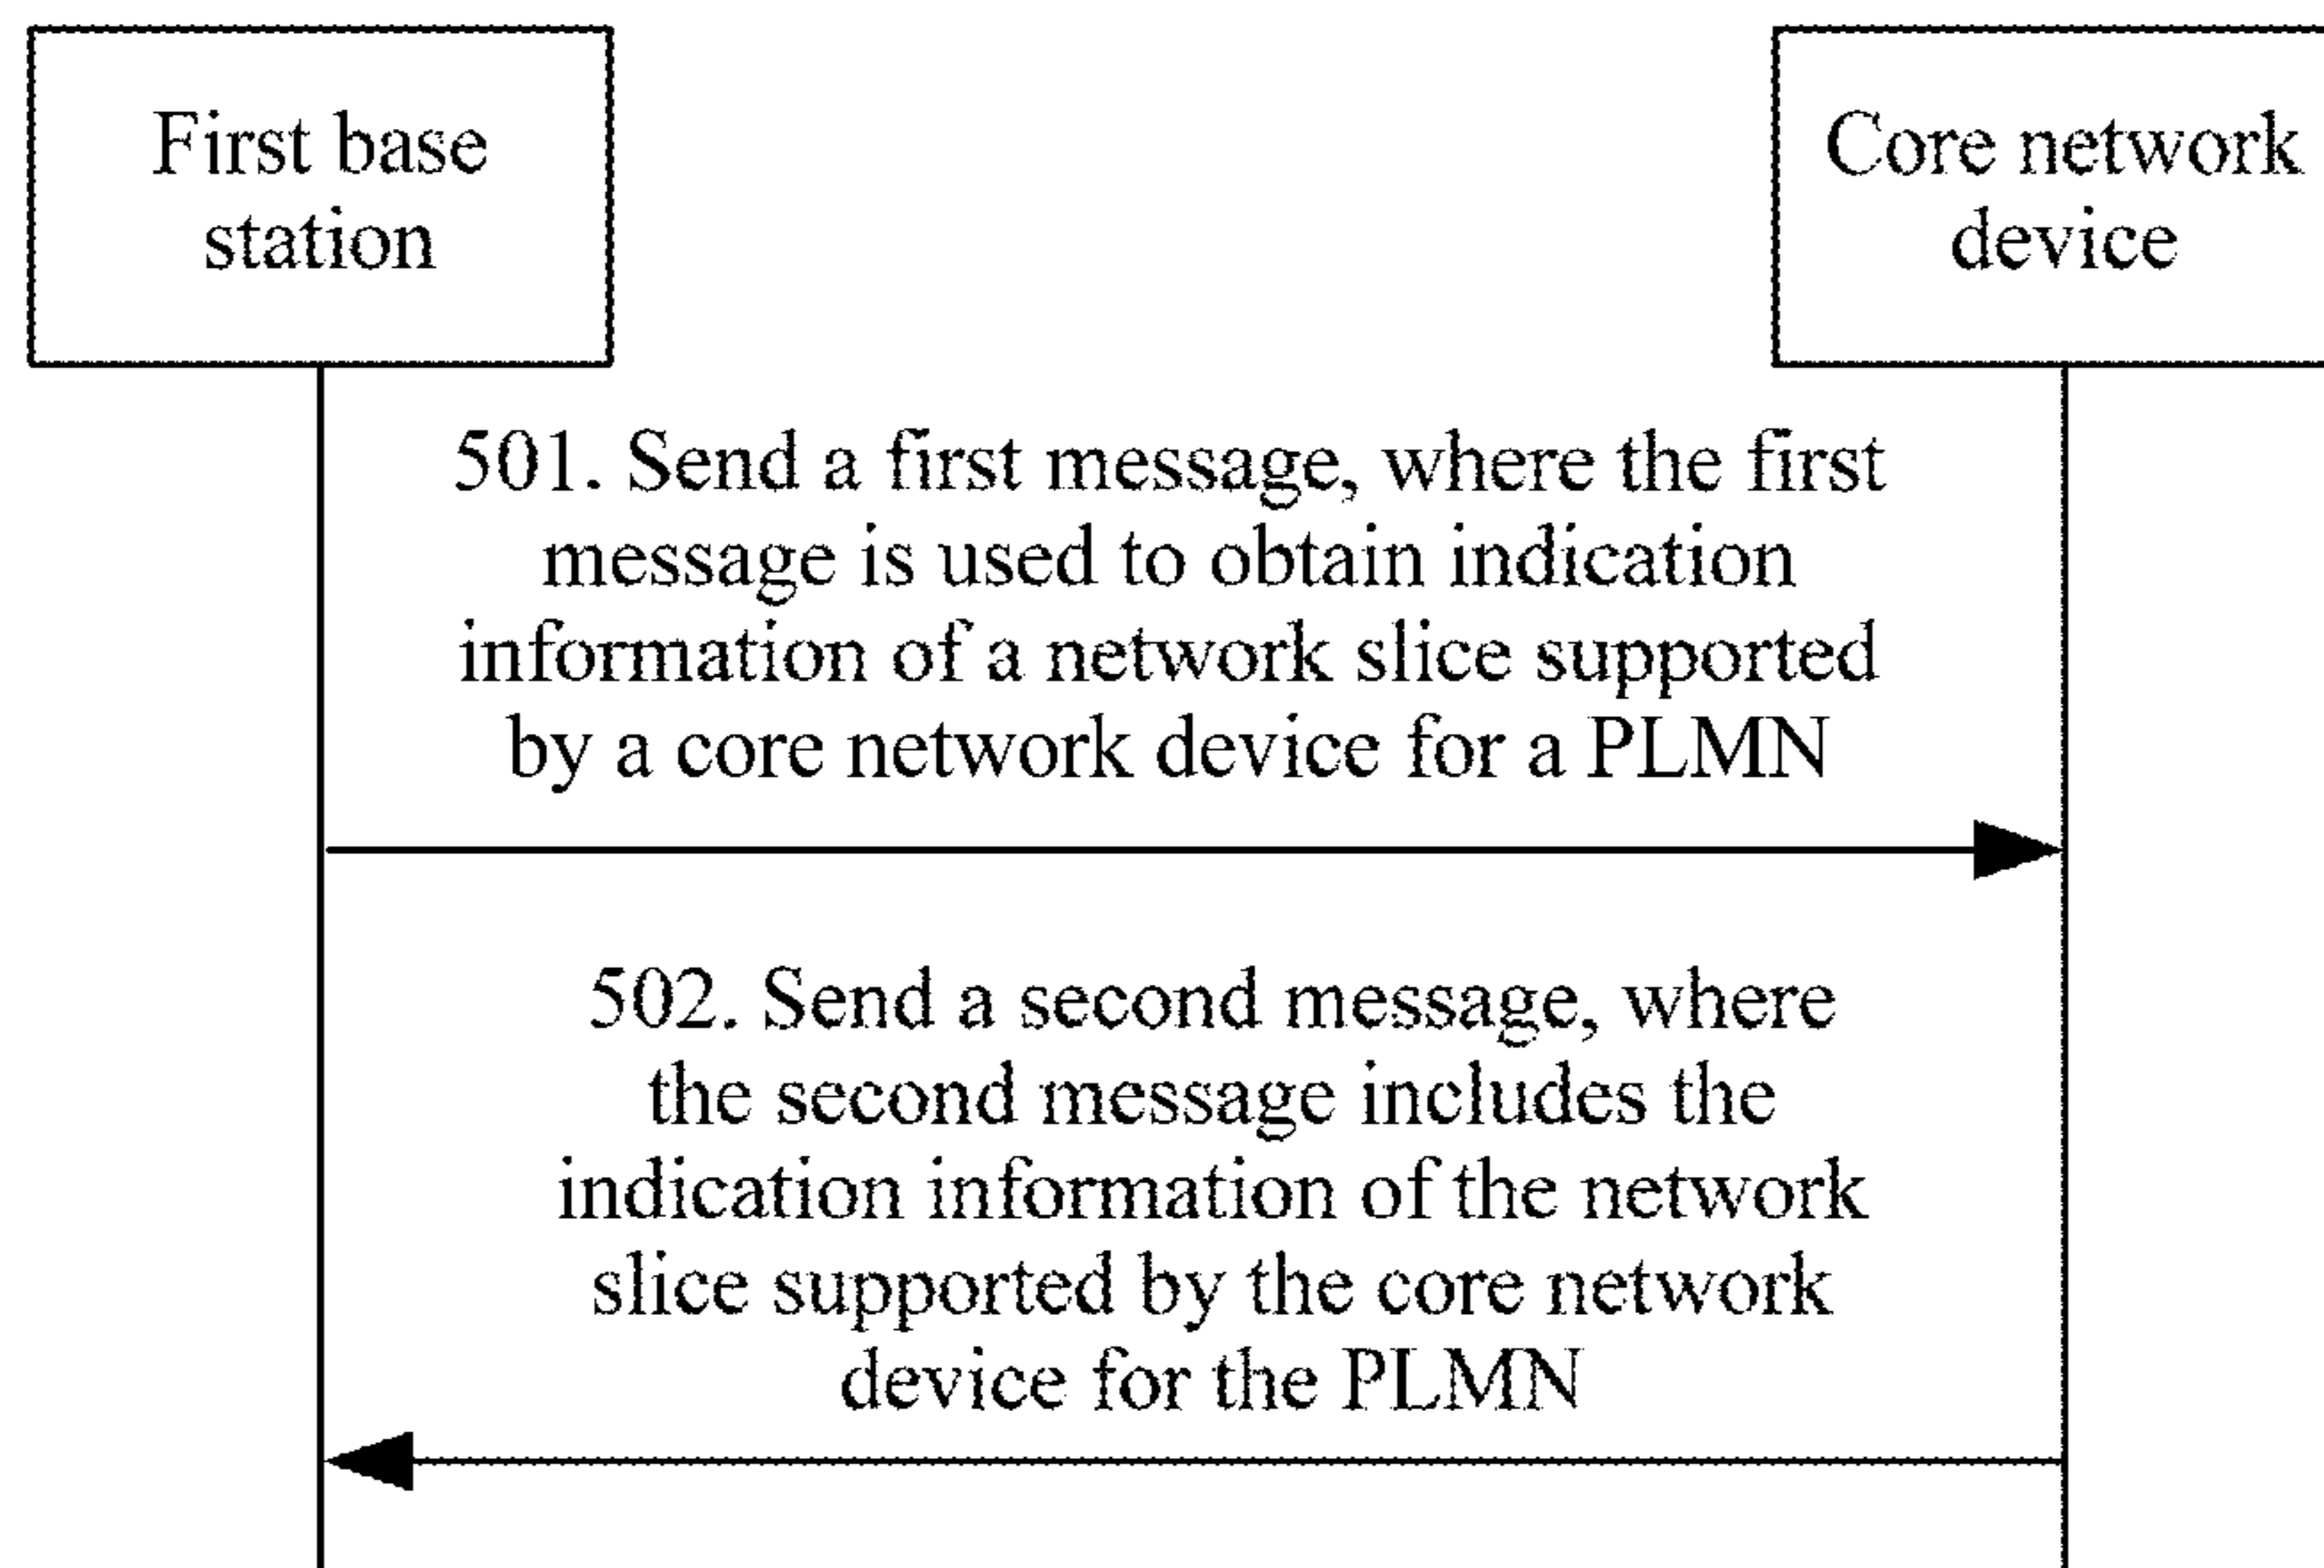 First base
station
Core network
device
501. Send a first message, where the first
message is used to obtain indication
information of a network slice supported
by a core network device for a PLMN
502. Send a second message, where
the second message includes the
indication information of the network
slice supported by the core network
device for the PLMN